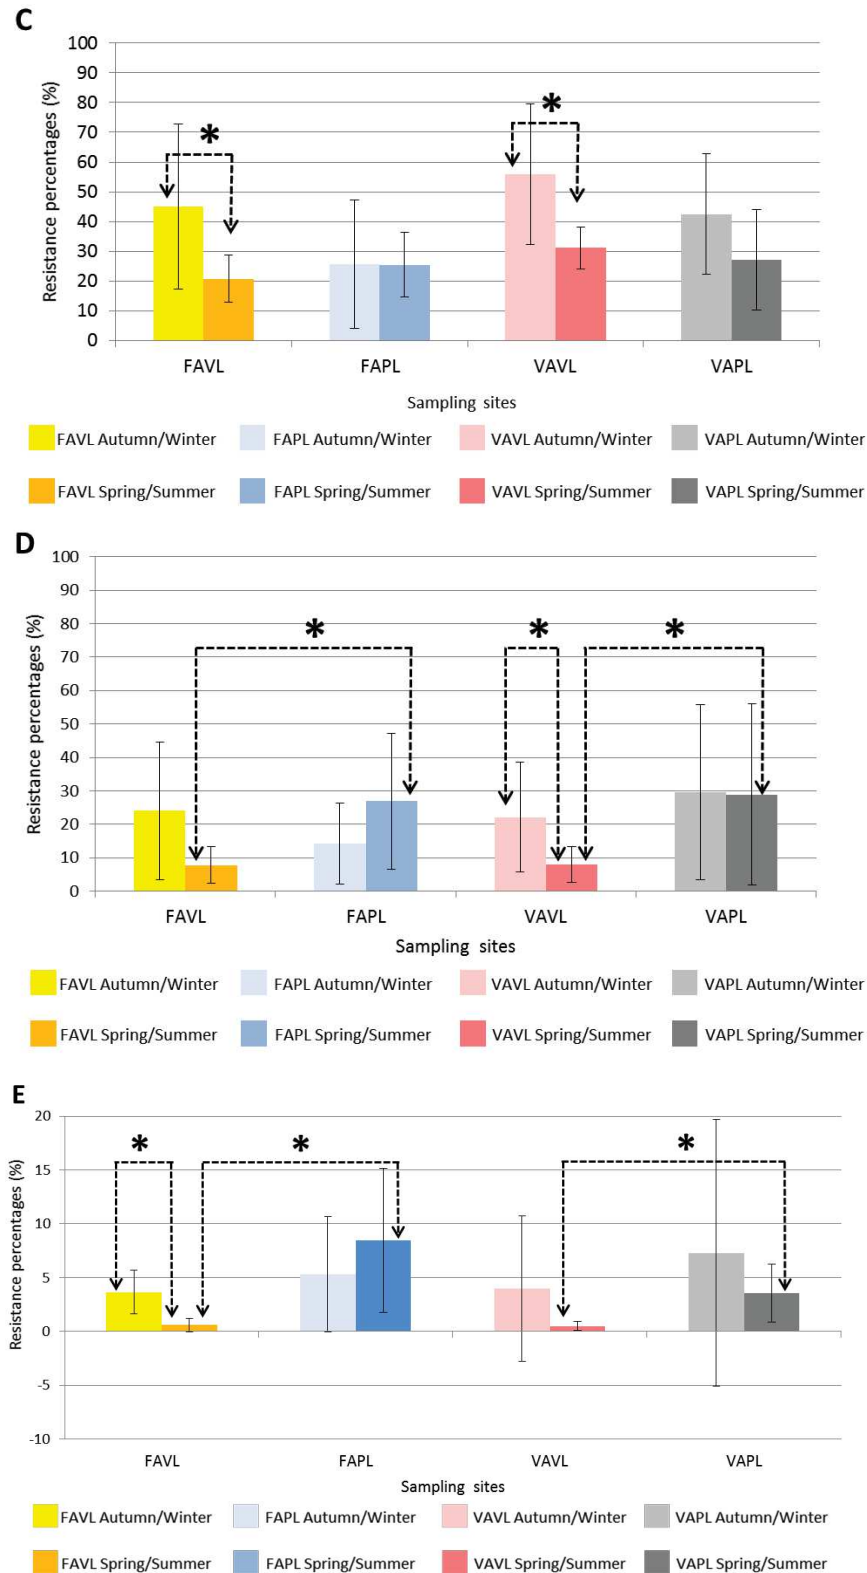 C
Resistance percentages (%)
100
90
80
70
60
50
40
30
20
10
0
*
*
FAVL FAPL VAVL VAPL
Sampling sites
FAVL Autumn/Winter FAPL Autumn/Winter VAVL Autumn/Winter VAPL Autumn/Winter
FAVL Spring/Summer FAPL Spring/Summer VAVL Spring/Summer VAPL Spring/Summer
D
Resistance percentages (%)
100
90
80
70
60
50
40
30
20
10
0
* * *
FAVL FAPL VAVL VAPL
Sampling sites
FAVL Autumn/Winter FAPL Autumn/Winter VAVL Autumn/Winter VAPL Autumn/Winter
FAVL Spring/Summer FAPL Spring/Summer VAVL Spring/Summer VAPL Spring/Summer
E
Resistance percentages (%)
20
15
10
5
0
-5
-10
* * *
FAVL FAPL VAVL VAPL
Sampling sites
FAVL Autumn/Winter FAPL Autumn/Winter VAVL Autumn/Winter VAPL Autumn/Winter
FAVL Spring/Summer FAPL Spring/Summer VAVL Spring/Summer VAPL Spring/Summer